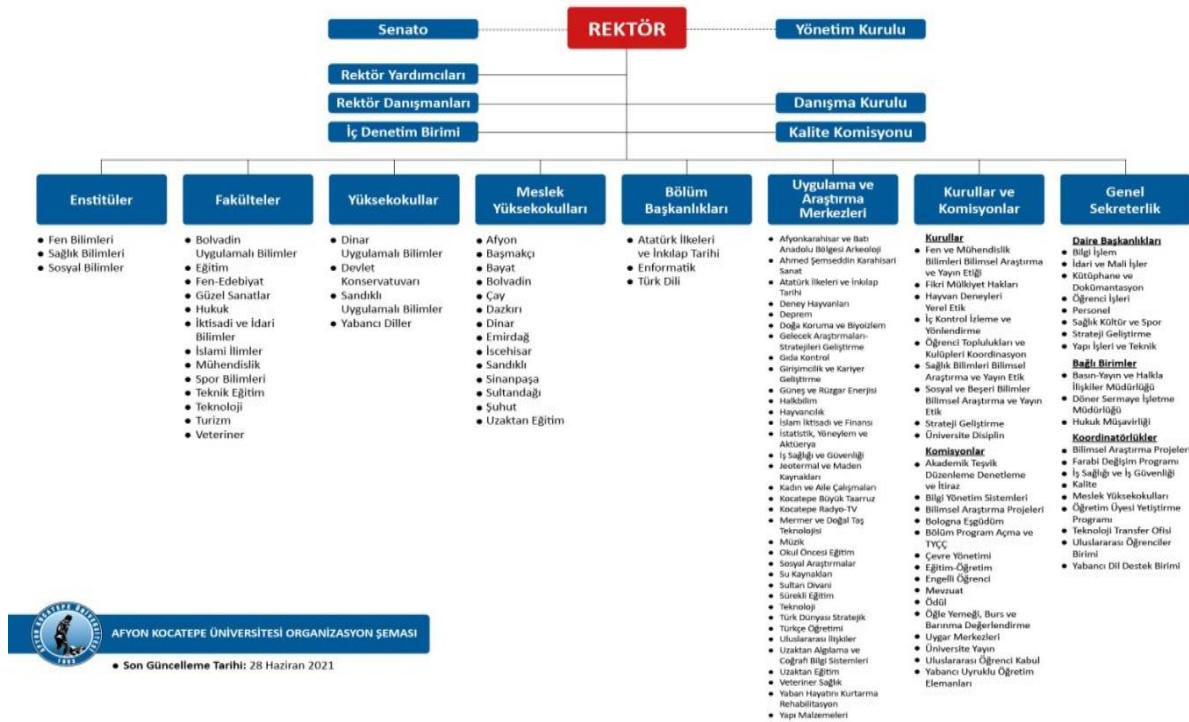 Senato
REKTÖR
Yönetim Kurulu
Rektör Yardımcıları
Rektör Danışmanları
Danışma Kurulu
İç Denetim Birimi
Kalite Komisyonu
Enstitüler
• Fen Bilimleri
• Sağlık Bilimleri
• Sosyal Bilimler
Fakülteler
• Bolvadin
Uygulamalı Bilimler
• Eğitim
• Fen-Edebiyat
• Güzel Sanatlar
• Hukuk
• İktisadi ve İdari
Bilimler
• İslami İlimler
• Mühendislik
• Spor Bilimleri
• Teknik Eğitim
• Teknoloji
• Turizm
• Veteriner
Yüksekokullar
• Dinar
Uygulamalı Bilimler
• Devlet
Konservatuvarı
• Sandıklı
Uygulamalı Bilimler
• Yabancı Diller
Meslek
Yüksekokulları
• Afyon
• Başmakçı
• Bayat
• Bolvadin
• Çay
• Dazkırı
• Dinar
• Emirdağ
• İscehisar
• Sandıklı
• Sinanpaşa
• Sultandağı
• Şuhut
• Uzaktan Eğitim
Bölüm
Başkanlıkları
• Atatürk İlkeleri
ve İnkılap Tarihi
• Enformatik
• Türk Dili
Uygulama ve
Araştırma
Merkezleri
• Afyonkarahisar ve Batı
Anadolu Bölgesi Arkeoloji
• Ahmed Şemseddin Karahisari
Sanat
• Atatürk İlkeleri ve İnkılap
Tarihi
• Deney Hayvanları
• Deprem
• Doğa Koruma ve Biyoizlem
• Gelecek Araştırmaları-
Stratejileri Geliştirme
• Gıda Kontrol
• Girişimcilik ve Kariyer
Geliştirme
• Güneş ve Rüzgar Enerjisi
• Halkbilim
• Hayvancılık
• İslam İktisadı ve Finansı
• İstatistik, Yöneylem ve
Aktüerya
• İş Sağlığı ve Güvenliği
• Jeotermal ve Maden
Kaynakları
• Kadın ve Aile Çalışmaları
• Kocatepe Büyük Taarruz
• Kocatepe Radyo-TV
• Mermer ve Doğal Taş
Teknolojisi
• Müzik
• Okul Öncesi Eğitim
• Sosyal Araştırmalar
• Su Kaynakları
• Sultan Divani
• Sürekli Eğitim
• Teknoloji
• Türk Dünyası Stratejik
• Türkçe Öğretimi
• Uluslararası İlişkiler
• Uzaktan Algılama ve
Coğrafi Bilgi Sistemleri
• Uzaktan Eğitim
• Veteriner Sağlık
• Yaban Hayatını Kurtarma
Rehabilitasyon
• Yapı Malzemeleri
Kurullar ve
Komisyonlar
Kurullar
• Fen ve Mühendislik
Bilimleri Bilimsel Araştırma
ve Yayın Etiği
• Fikri Mülkiyet Hakları
• Hayvan Deneyleri
Yerel Etik
• İç Kontrol İzleme ve
Yönlendirme
• Öğrenci Toplulukları ve
Kulüpleri Koordinasyon
• Sağlık Bilimleri Bilimsel
Araştırma ve Yayın Etik
• Sosyal ve Beşeri Bilimler
Bilimsel Araştırma ve Yayın
Etik
• Strateji Geliştirme
• Üniversite Disiplin
Komisyonlar
• Akademik Teşvik
Düzenleme Denetleme
ve İtiraz
• Bilgi Yönetim Sistemleri
• Bilimsel Araştırma Projeleri
• Bologna Eşgüdüm
• Bölüm Program Açma ve
TYÇÇ
• Çevre Yönetimi
• Eğitim-Öğretim
• Engelli Öğrenci
• Mevzuat
• Ödül
• Öğle Yemeği, Burs ve
Barınma Değerlendirme
• Uygar Merkezleri
• Üniversite Yayın
• Uluslararası Öğrenci Kabul
• Yabancı Uyruklu Öğretim
Elemanları
Genel
Sekreterlik
Daire Başkanlıkları
• Bilgi İşlem
• İdari ve Mali İşler
• Kütüphane ve
Dokümantasyon
• Öğrenci İşleri
• Personel
• Sağlık Kültür ve Spor
• Strateji Geliştirme
• Yapı İşleri ve Teknik
Bağlı Birimler
• Basın-Yayın ve Halkla
İlişkiler Müdürlüğü
• Döner Sermaye İşletme
Müdürlüğü
• Hukuk Müşavirliği
Koordinatörlükler
• Bilimsel Araştırma Projeleri
• Farabi Değişim Programı
• İş Sağlığı ve İş Güvenliği
• Kalite
• Meslek Yüksekokulları
• Öğretim Üyesi Yetiştirme
Programı
• Teknoloji Transfer Ofisi
• Uluslararası Öğrenciler
Birimi
• Yabancı Dil Destek Birimi
AFYON KOCATEPE ÜNİVERSİTESİ
1992
AFYON KOCATEPE ÜNİVERSİTESİ ORGANİZASYON ŞEMASI
• Son Güncelleme Tarihi: 28 Haziran 2021